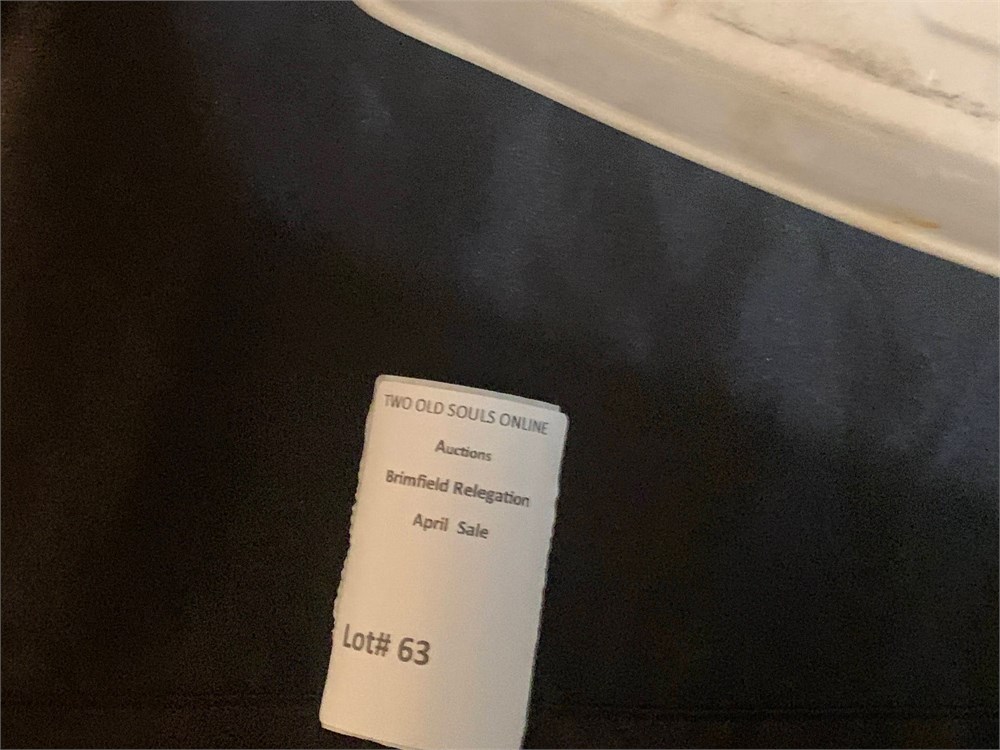 TWO OLD SOULS ONLINE
Auctions
Brimfield Relegation
April Sale
Lot# 63